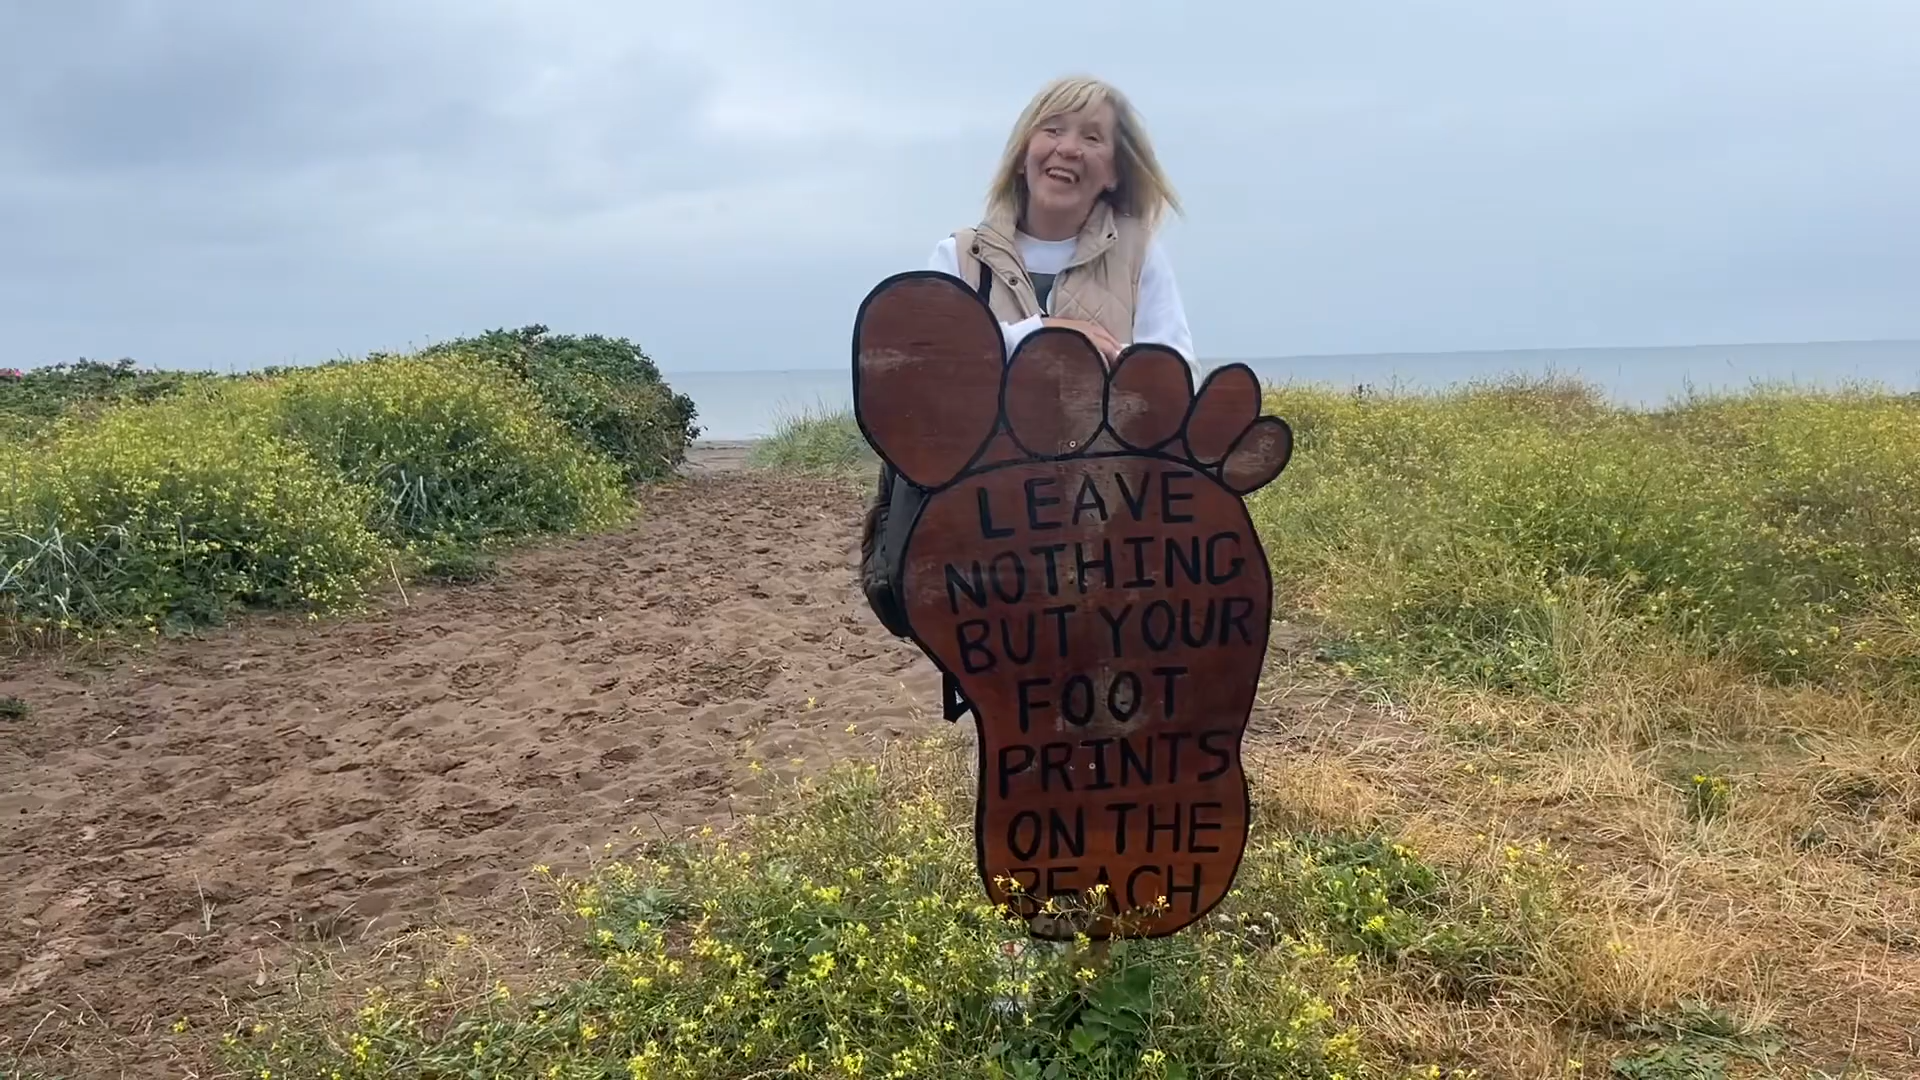 LEAVE
NOTHING
BUT YOUR
FOOT
PRINTS
ON THE
BEACH